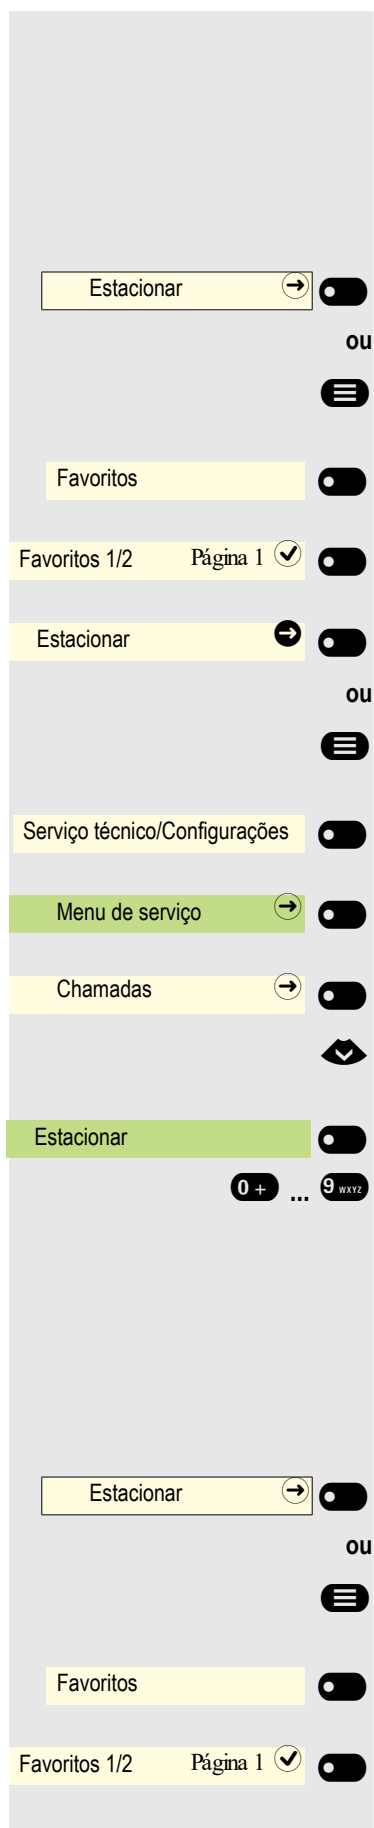 Estacionar
ou
Favoritos
Favoritos 1/2 Página 1
Estacionar
ou
Serviço técnico/Configurações
Menu de serviço
Chamadas
Estacionar
0 + ... 9 WXYZ
Estacionar
ou
Favoritos
Favoritos 1/2 Página 1